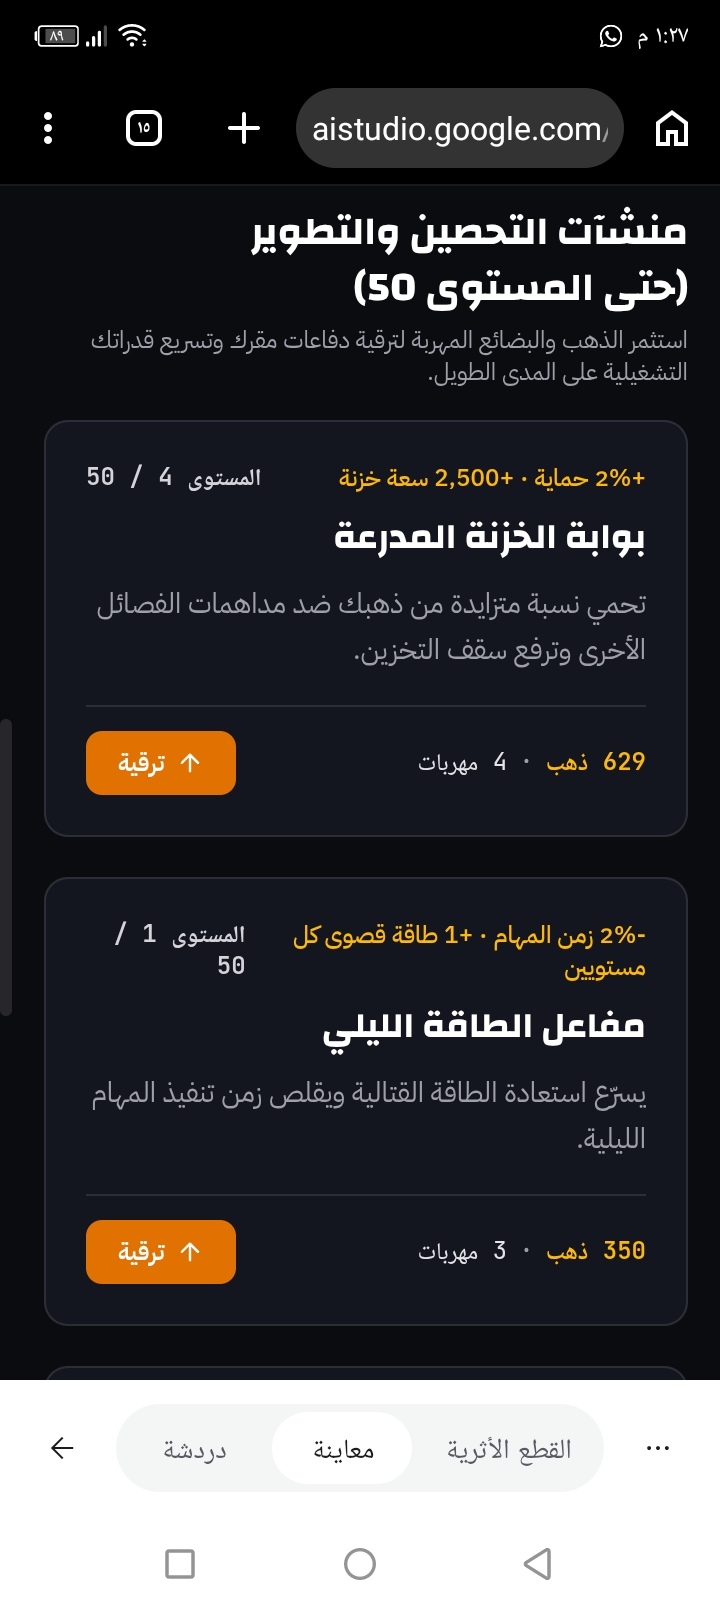 ١:٢٧ م
٨٩
aistudio.google.com/
١٥
منشآت التحصين والتطوير
(حتى المستوى 50)
استثمر الذهب والبضائع المهربة لترقية دفاعات مقرك وتسريع قدراتك
التشغيلية على المدى الطويل.
+2% حماية · +2,500 سعة خزنة
المستوى 4 / 50
بوابة الخزنة المدرعة
تحمي نسبة متزايدة من ذهبك ضد مداهمات الفصائل
الأخرى وترفع سقف التخزين.
629 ذهب · 4 مهربات
ترقية
-2% زمن المهام · +1 طاقة قصوى كل
مستويين
المستوى 1 /
50
مفاعل الطاقة الليلي
يسرّع استعادة الطاقة القتالية ويقلص زمن تنفيذ المهام
الليلية.
350 ذهب · 3 مهربات
ترقية
القطع الأثرية
معاينة
دردشة